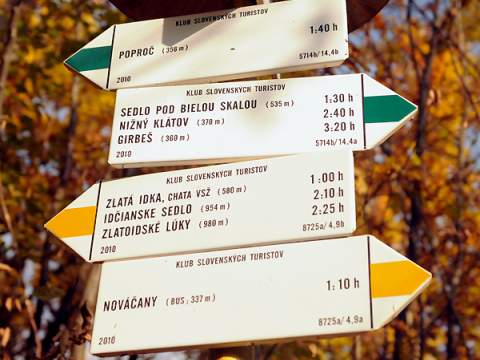 KLUB SLOVENSKÝCH TURISTOV
POPROČ (350 m) - 1:40 h
2010 5714b/14,4b
KLUB SLOVENSKÝCH TURISTOV
SEDLO POD BIELOU SKALOU (535 m) 1:30 h
NIŽNÝ KLÁTOV (370 m) 2:40 h
GIRBEŠ (360 m) 3:20 h
2010 5714b/14,4a
KLUB SLOVENSKÝCH TURISTOV
ZLATÁ IDKA, CHATA VSŽ (580 m) 1:00 h
IDČIANSKE SEDLO (954 m) 2:10 h
ZLATOIDSKÉ LÚKY (980 m) 2:25 h
2010 8725a/4,9b
KLUB SLOVENSKÝCH TURISTOV
NOVÁČANY (BUS; 337 m) 1:10 h
2010 8725a/4,9a